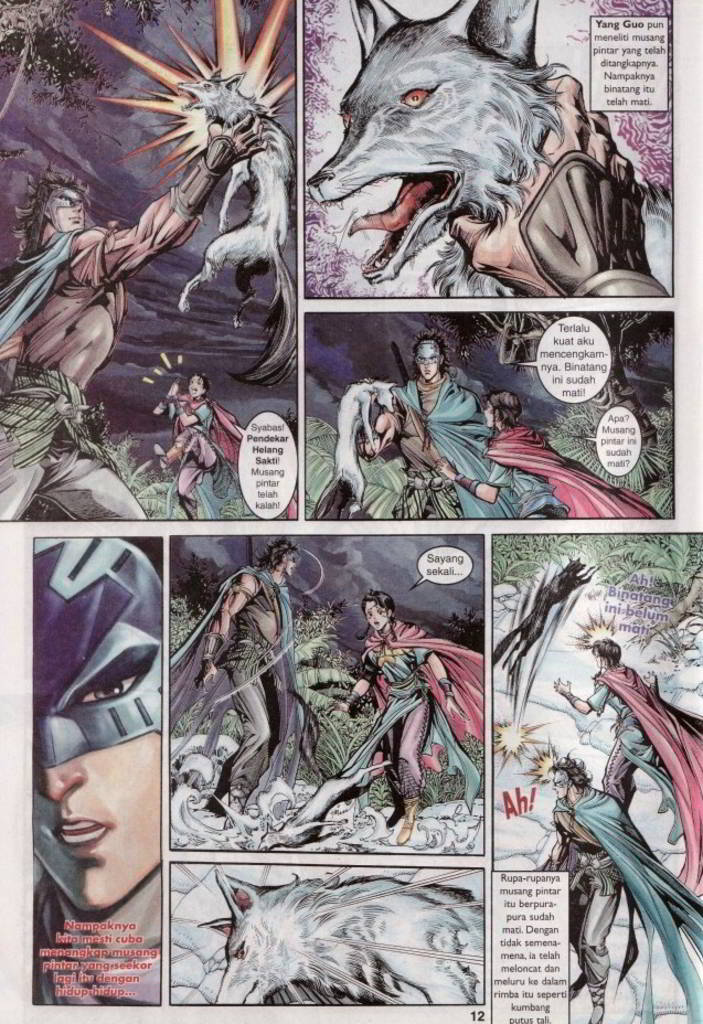 Syabas!
Pendekar
Helang
Sakti!
Musang
pintar
telah
kalah!
Yang Guo pun
meneliti musang
pintar yang telah
ditangkapnya.
Nampaknya
binatang itu
telah mati.
Terlalu
kuat aku
mencengkam-
nya. Binatang
ini sudah
mati!
Apa?
Musang
pintar ini
sudah
mati?
Nampaknya
kita mesti cuba
menangkap musang
pintar yang seekor
lagi itu dengan
hidup-hidup...
Sayang
sekali...
Ah!
Binatang
ini belum
mati
Ah!
Rupa-rupanya
musang pintar
itu berpura-
pura sudah
mati. Dengan
tidak semena-
mena, ia telah
meloncat dan
meluru ke dalam
rimba itu seperti
kumbang
putus tali.
12